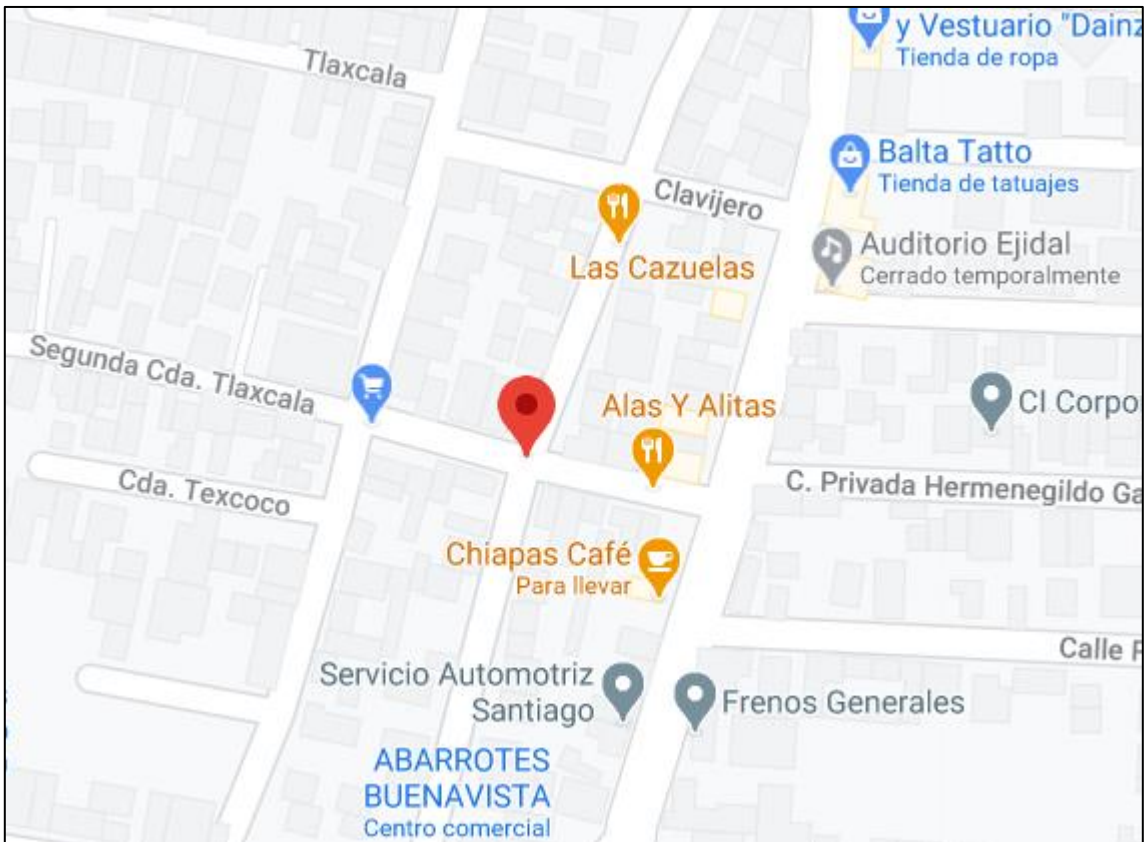 y Vestuario "Dainz
Tienda de ropa
Tlaxcala
Balta Tatto
Tienda de tatuajes
Clavijero
Auditorio Ejidal
Cerrado temporalmente
Las Cazuelas
Segunda Cda. Tlaxcala
Alas Y Alitas
CI Corpo
Cda. Texcoco
C. Privada Hermenegildo Ga
Chiapas Café
Para llevar
Calle
Servicio Automotriz
Santiago
Frenos Generales
ABARROTES
BUENAVISTA
Centro comercial